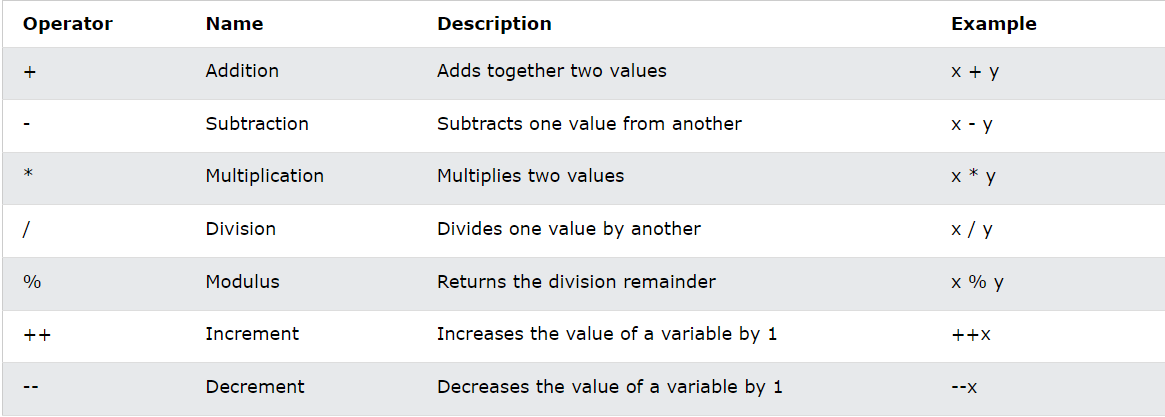 Operator Name Description Example
+ Addition Adds together two values x + y
- Subtraction Subtracts one value from another x - y
* Multiplication Multiplies two values x * y
/ Division Divides one value by another x / y
% Modulus Returns the division remainder x % y
++ Increment Increases the value of a variable by 1 ++x
-- Decrement Decreases the value of a variable by 1 --x